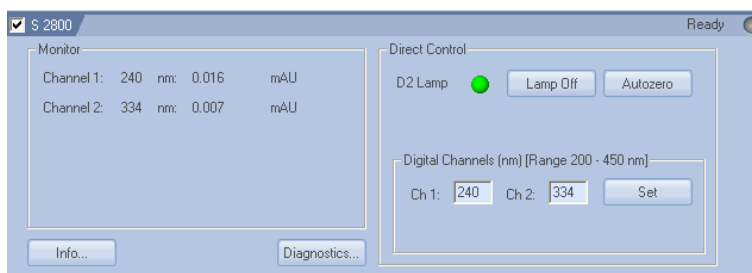 S 2800 Ready
Monitor
Channel 1: 240 nm: 0.016 mAU
Channel 2: 334 nm: 0.007 mAU
Info...
Diagnostics...
Direct Control
D2 Lamp Lamp Off Autozero
Digital Channels (nm) [Range 200 - 450 nm]
Ch 1: 240 Ch 2: 334 Set